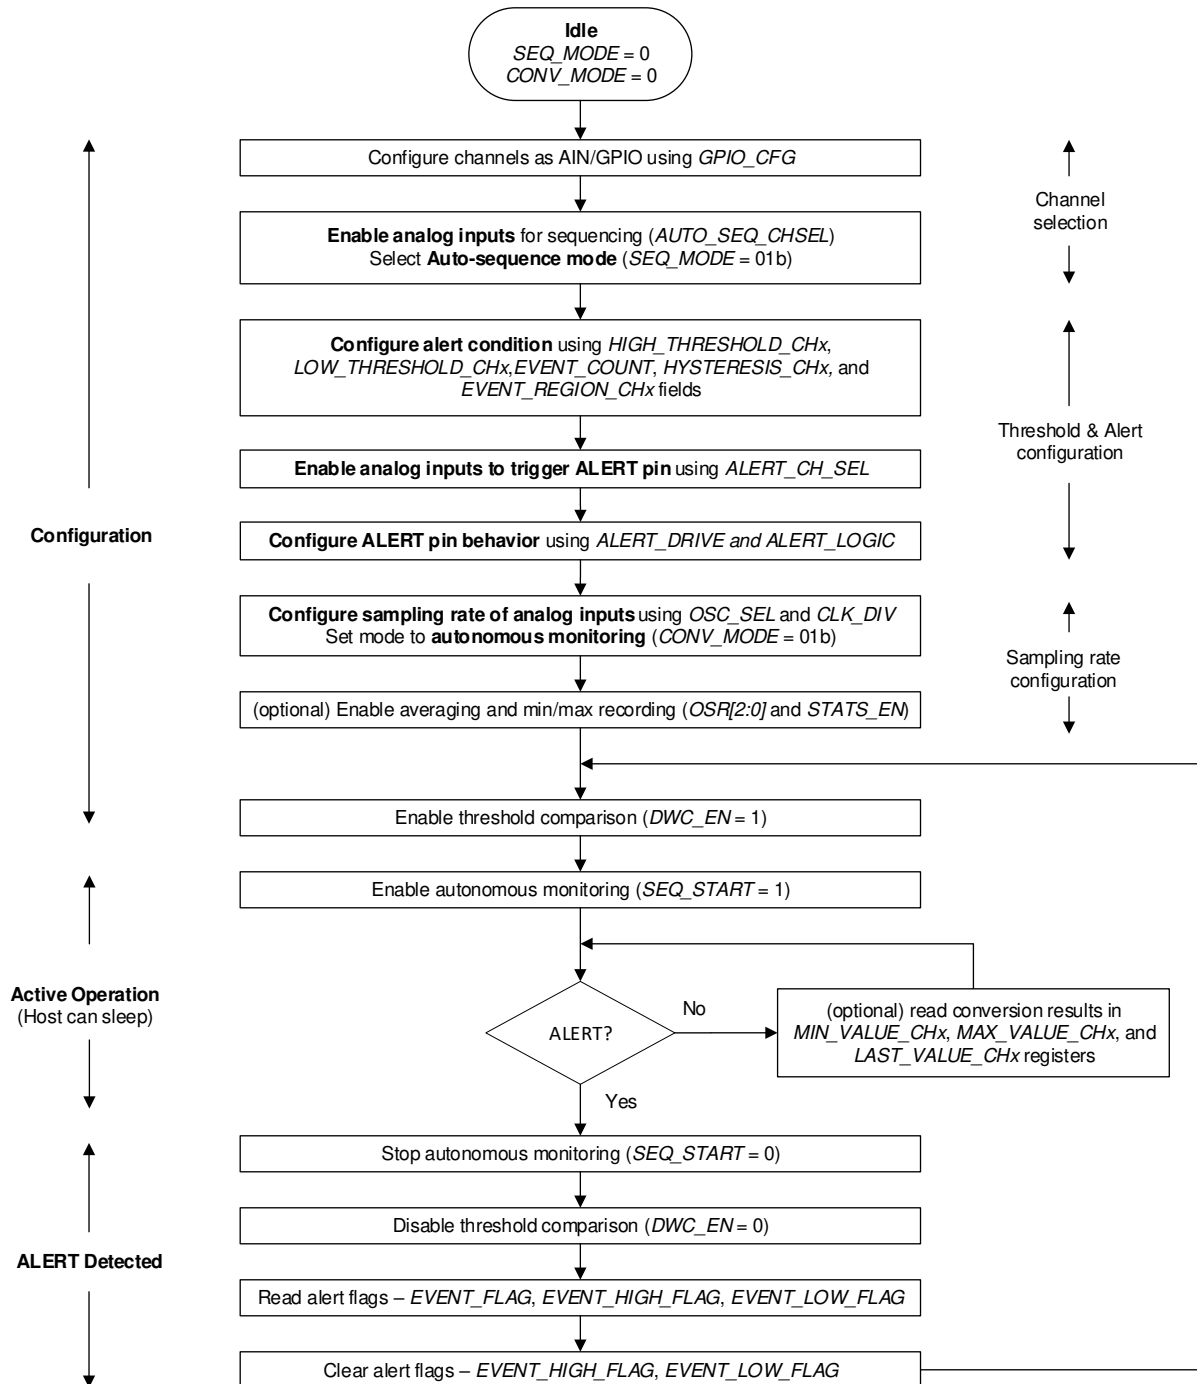 Idle
SEQ_MODE = 0
CONV_MODE = 0
Configure channels as AIN/GPIO using GPIO_CFG
Channel
selection
Enable analog inputs for sequencing (AUTO_SEQ_CHSEL)
Select Auto-sequence mode (SEQ_MODE = 01b)
Configure alert condition using HIGH_THRESHOLD_CHx,
LOW_THRESHOLD_CHx,EVENT_COUNT, HYSTERESIS_CHx, and
EVENT_REGION_CHx fields
Threshold & Alert
configuration
Enable analog inputs to trigger ALERT pin using ALERT_CH_SEL
Configuration
Configure ALERT pin behavior using ALERT_DRIVE and ALERT_LOGIC
Configure sampling rate of analog inputs using OSC_SEL and CLK_DIV
Set mode to autonomous monitoring (CONV_MODE = 01b)
Sampling rate
configuration
(optional) Enable averaging and min/max recording (OSR[2:0] and STATS_EN)
Enable threshold comparison (DWC_EN = 1)
Enable autonomous monitoring (SEQ_START = 1)
Active Operation
(Host can sleep)
ALERT?
No
(optional) read conversion results in
MIN_VALUE_CHx, MAX_VALUE_CHx, and
LAST_VALUE_CHx registers
Yes
Stop autonomous monitoring (SEQ_START = 0)
Disable threshold comparison (DWC_EN = 0)
ALERT Detected
Read alert flags – EVENT_FLAG, EVENT_HIGH_FLAG, EVENT_LOW_FLAG
Clear alert flags – EVENT_HIGH_FLAG, EVENT_LOW_FLAG